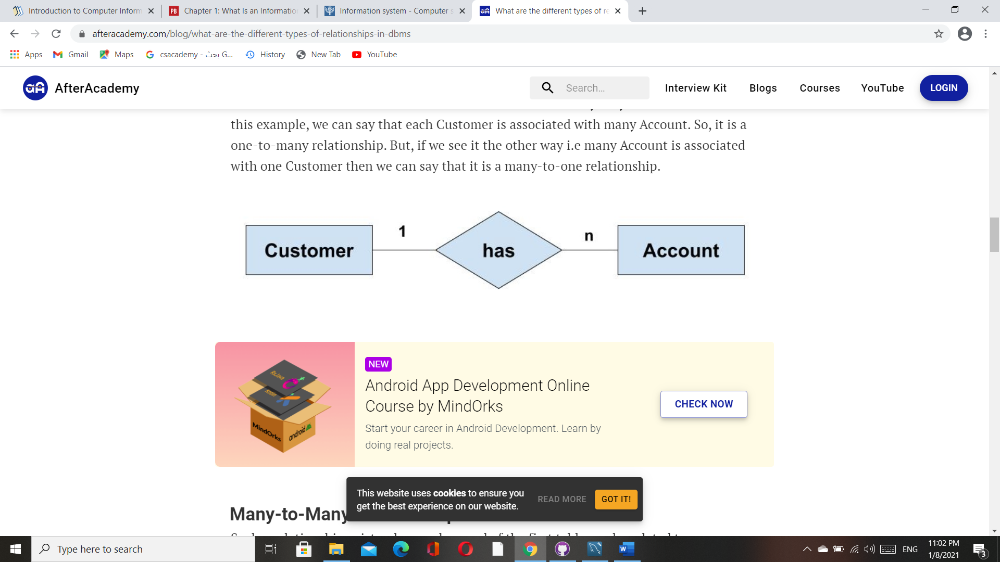 Introduction to Computer Inform
Chapter 1: What Is an Informatio
Information system - Computer s
What are the different types of re
afteracademy.com/blog/what-are-the-different-types-of-relationships-in-dbms
Apps
Gmail
Maps
csacademy - بحث G...
History
New Tab
YouTube
AfterAcademy
Search...
Interview Kit
Blogs
Courses
YouTube
LOGIN
this example, we can say that each Customer is associated with many Account. So, it is a
one-to-many relationship. But, if we see it the other way i.e many Account is associated
with one Customer then we can say that it is a many-to-one relationship.
Customer
1
has
n
Account
RxJava
Kotlin
MindOrks
android
NEW
Android App Development Online
Course by MindOrks
Start your career in Android Development. Learn by
doing real projects.
CHECK NOW
This website uses cookies to ensure you
get the best experience on our website.
READ MORE
GOT IT!
Many-to-Many
Type here to search
ENG
11:02 PM
1/8/2021
3